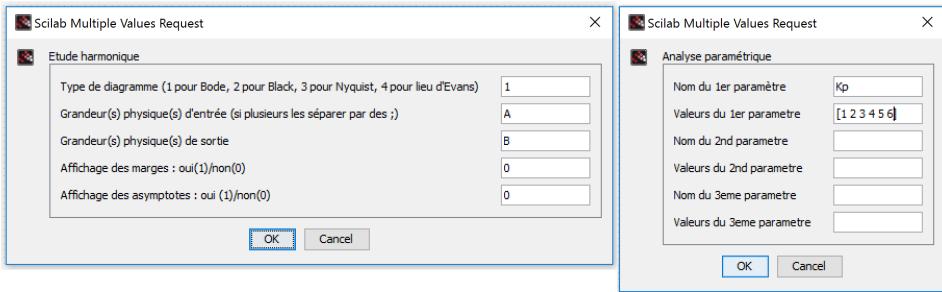 Scilab Multiple Values Request
Etude harmonique
Type de diagramme (1 pour Bode, 2 pour Black, 3 pour Nyquist, 4 pour lieu d'Evans) 1
Grandeur(s) physique(s) d'entrée (si plusieurs les séparer par des ;) A
Grandeur(s) physique(s) de sortie B
Affichage des marges : oui(1)/non(0) 0
Affichage des asymptotes : oui (1)/non(0) 0
OK Cancel
Scilab Multiple Values Request
Analyse paramétrique
Nom du 1er paramètre Kp
Valeurs du 1er parametre [1 2 3 4 5 6]
Nom du 2nd parametre
Valeurs du 2nd parametre
Nom du 3eme parametre
Valeurs du 3eme parametre
OK Cancel